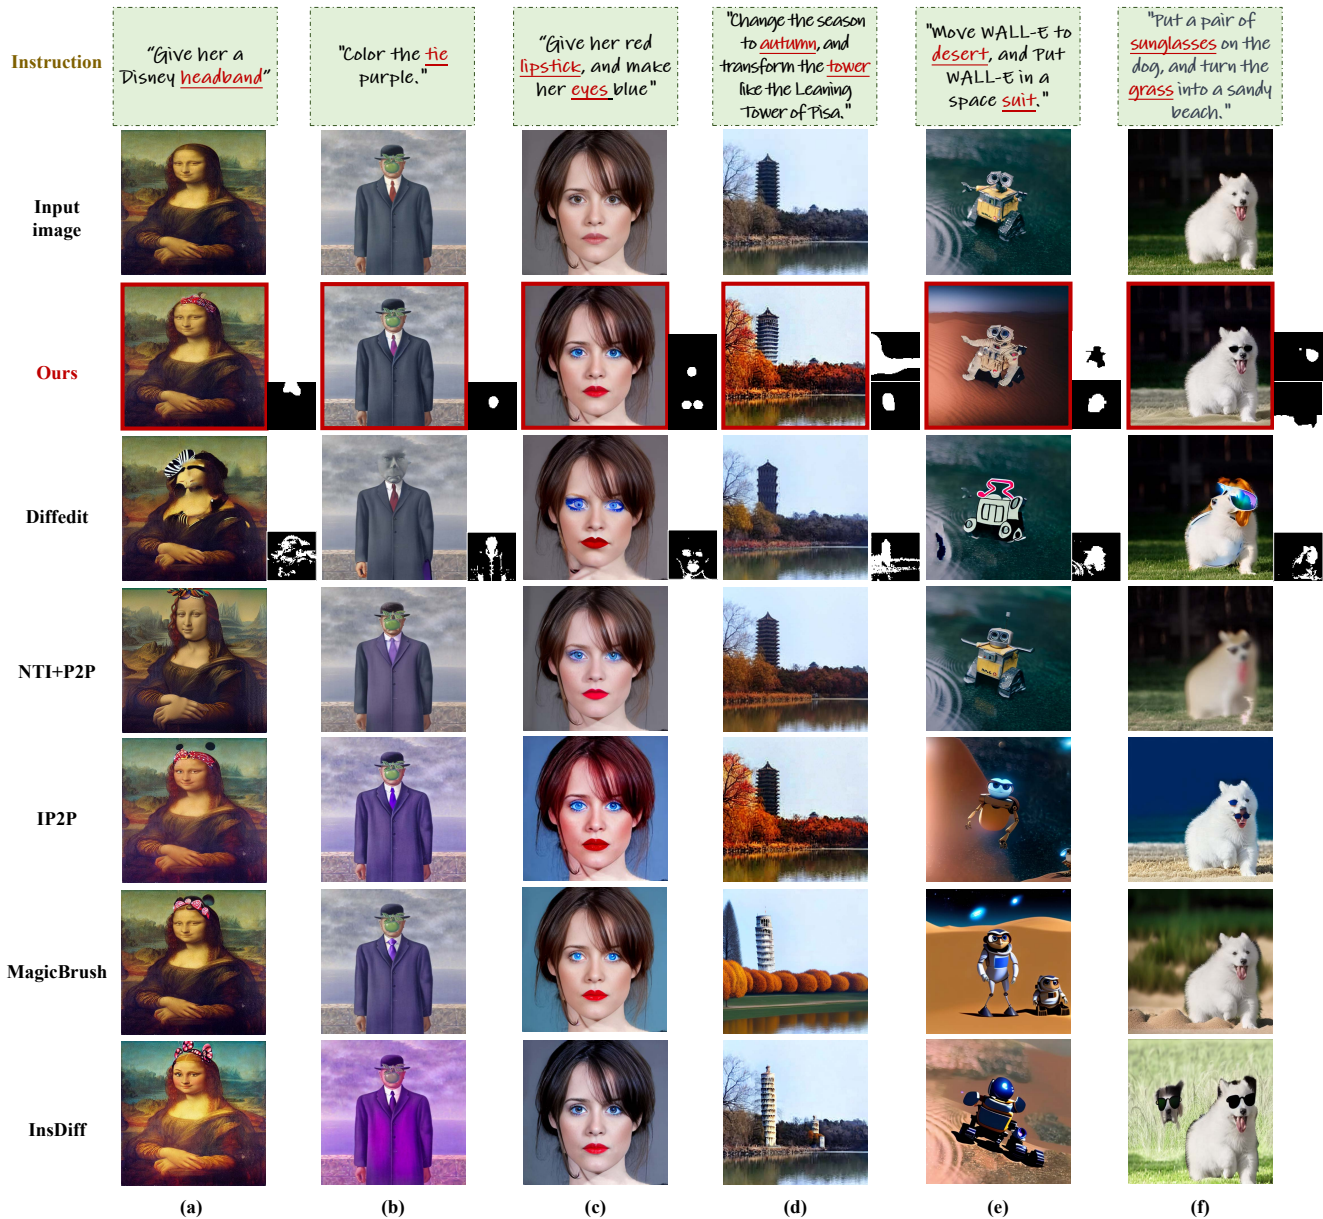 Instruction
"Give her a
Disney headband"
"Color the tie
purple."
"Give her red
lipstick, and make
her eyes blue"
"Change the season
to autumn, and
transform the tower
like the Leaning
Tower of Pisa."
"Move WALL-E to
desert, and Put
WALL-E in a
space suit."
"Put a pair of
sunglasses on the
dog, and turn the
grass into a sandy
beach."
Input
image
Ours
Diffedit
NTI+P2P
IP2P
MagicBrush
InsDiff
(a)
(b)
(c)
(d)
(e)
(f)